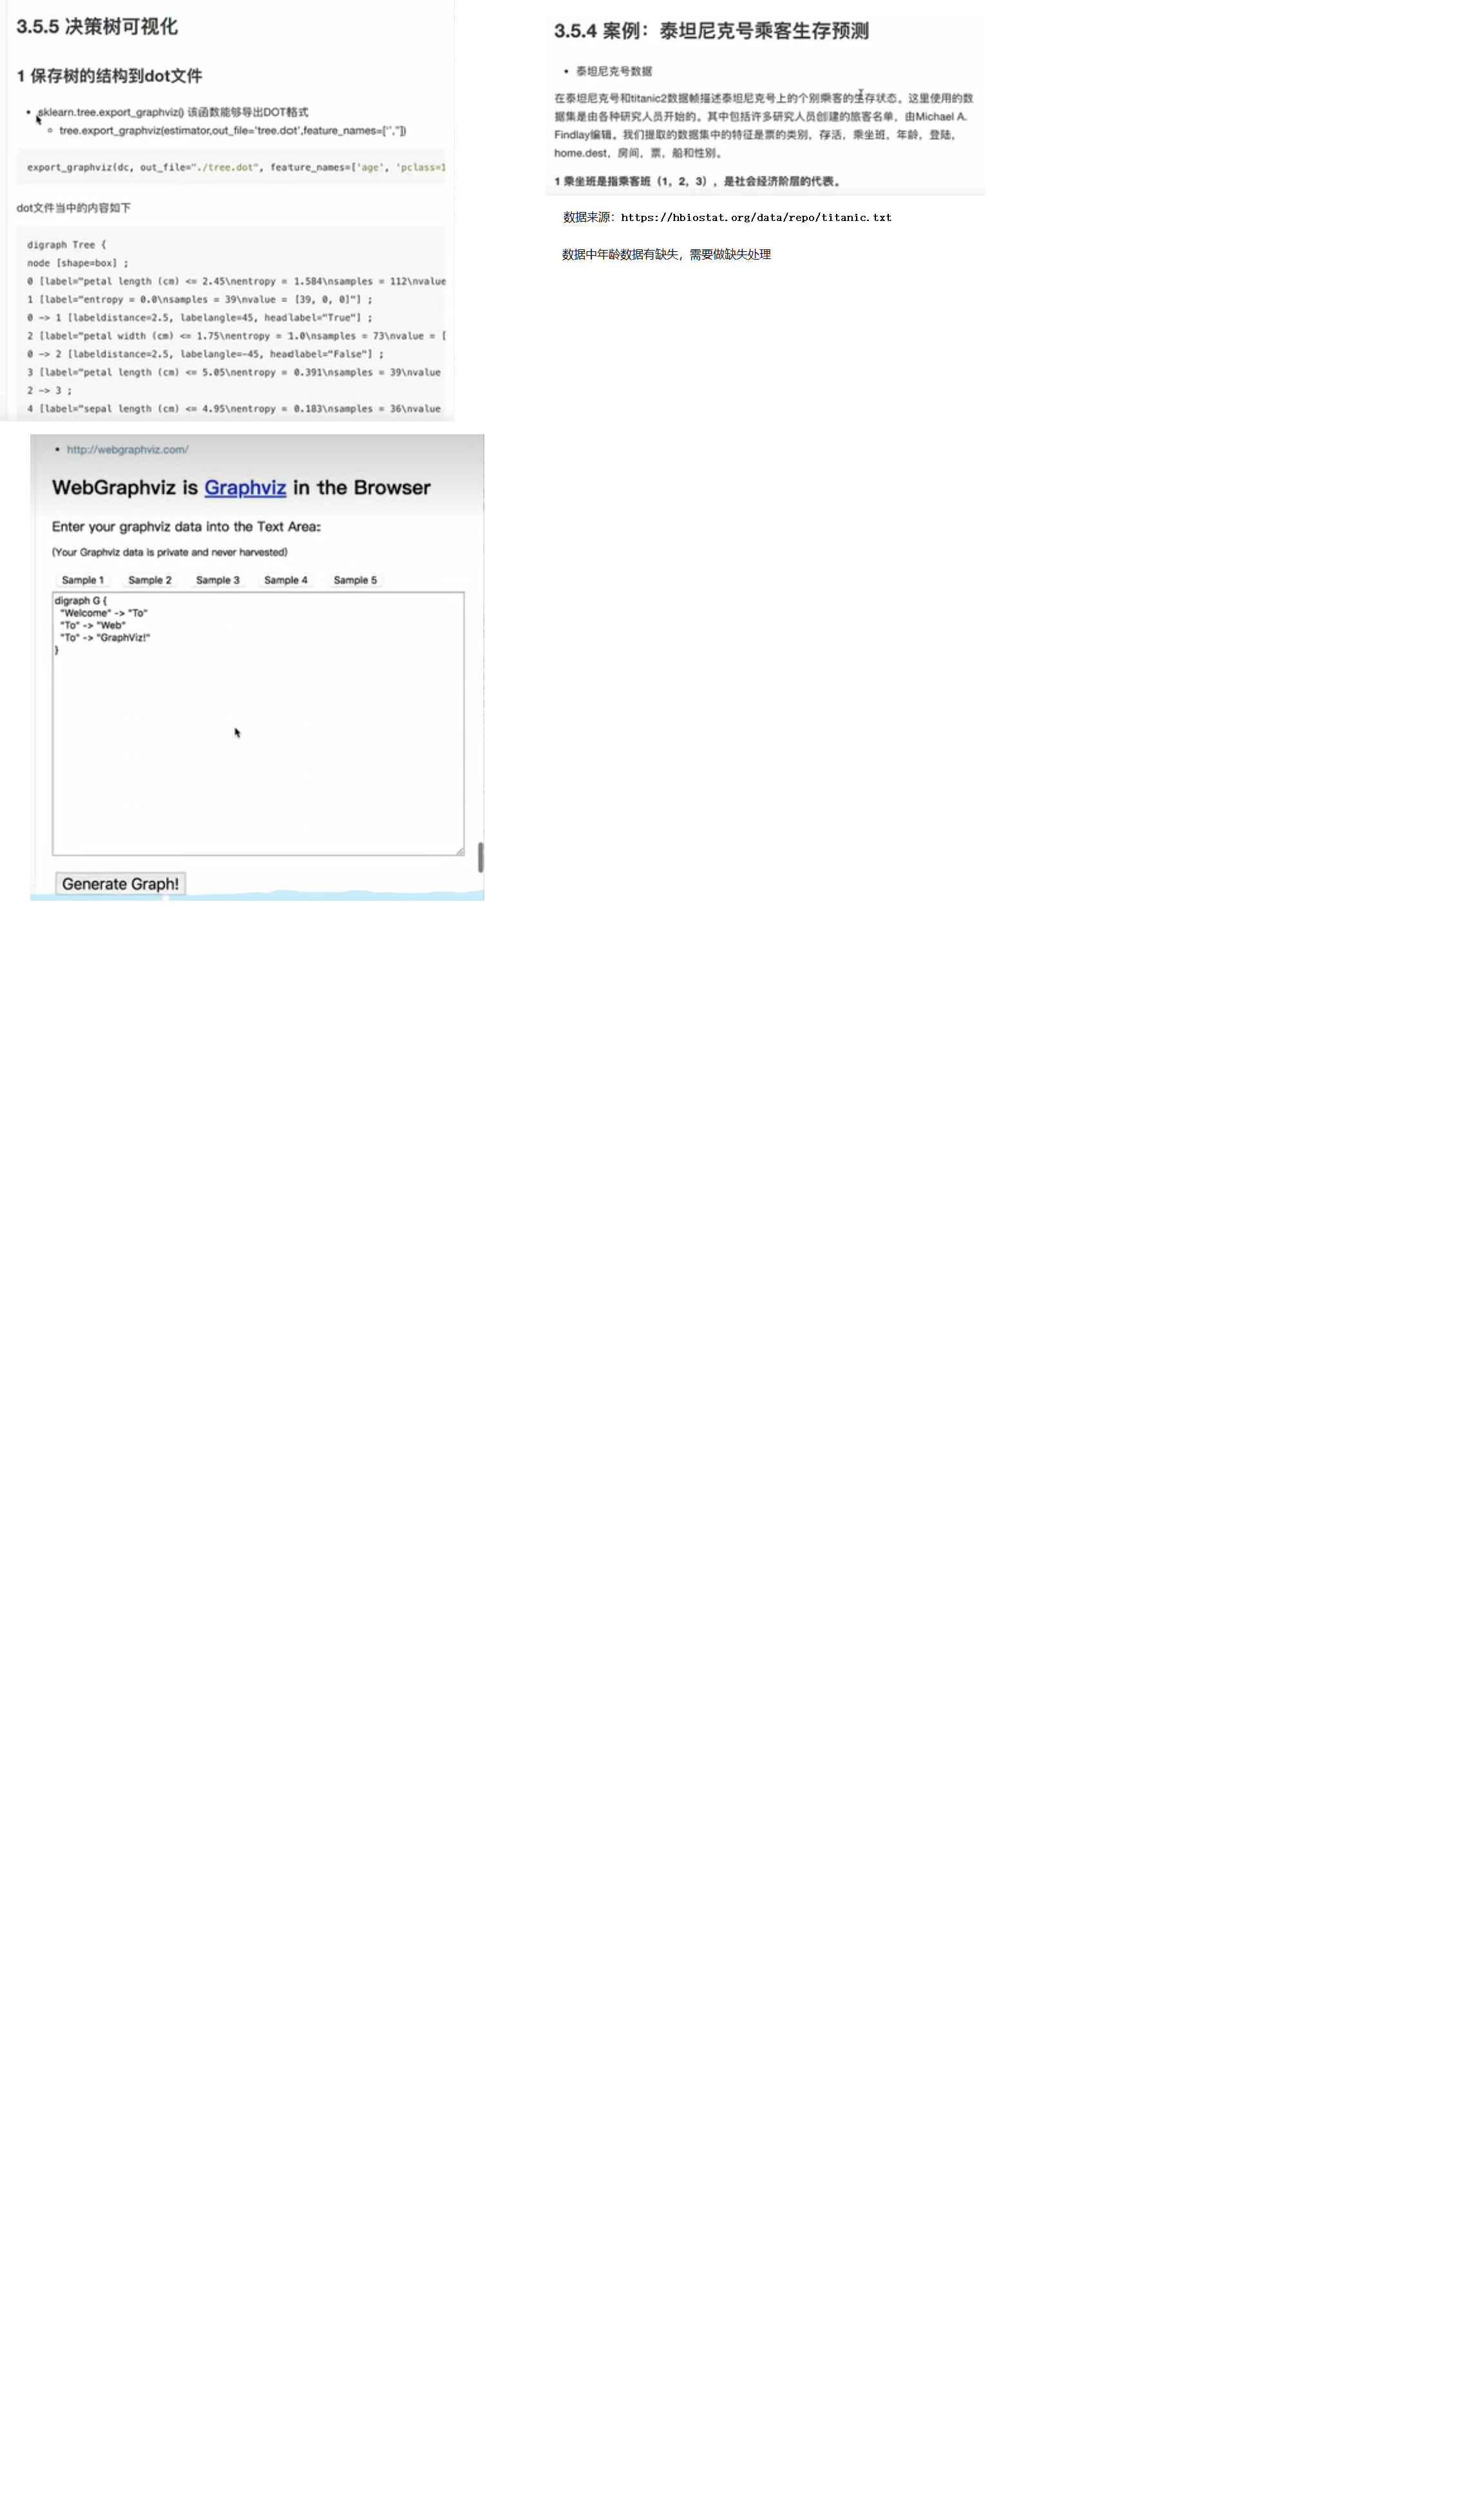 3.5.5 决策树可视化
1 保存树的结构到dot文件
• sklearn.tree.export_graphviz() 该函数能够导出DOT格式
◦ tree.export_graphviz(estimator,out_file='tree.dot',feature_names=['',''])
export_graphviz(dc, out_file="./tree.dot", feature_names=['age', 'pclass=1
dot文件当中的内容如下
digraph Tree {
node [shape=box] ;
0 [label="petal length (cm) <= 2.45\nentropy = 1.584\nsamples = 112\nvalue
1 [label="entropy = 0.0\nsamples = 39\nvalue = [39, 0, 0]"] ;
0 -> 1 [labeldistance=2.5, labelangle=45, headlabel="True"] ;
2 [label="petal width (cm) <= 1.75\nentropy = 1.0\nsamples = 73\nvalue = [
0 -> 2 [labeldistance=2.5, labelangle=-45, headlabel="False"] ;
3 [label="petal length (cm) <= 5.05\nentropy = 0.391\nsamples = 39\nvalue
2 -> 3 ;
4 [label="sepal length (cm) <= 4.95\nentropy = 0.183\nsamples = 36\nvalue
• http://webgraphviz.com/
WebGraphviz is Graphviz in the Browser
Enter your graphviz data into the Text Area:
(Your Graphviz data is private and never harvested)
Sample 1 Sample 2 Sample 3 Sample 4 Sample 5
digraph G {
"Welcome" -> "To"
"To" -> "Web"
"To" -> "GraphViz!"
}
Generate Graph!
3.5.4 案例：泰坦尼克号乘客生存预测
• 泰坦尼克号数据
在泰坦尼克号和titanic2数据帧描述泰坦尼克号上的个别乘客的生存状态。这里使用的数
据集是由各种研究人员开始的。其中包括许多研究人员创建的旅客名单，由Michael A.
Findlay编辑。我们提取的数据集中的特征是票的类别，存活，乘坐班，年龄，登陆，
home.dest，房间，票，船和性别。
1 乘坐班是指乘客班（1，2，3），是社会经济阶层的代表。
数据来源：https://hbiostat.org/data/repo/titanic.txt
数据中年龄数据有缺失，需要做缺失处理